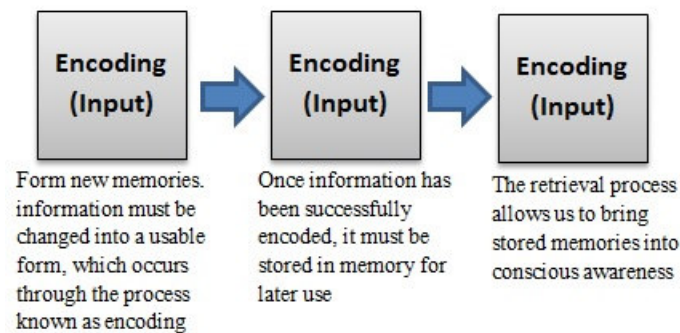 Encoding
(Input)
Form new memories.
information must be
changed into a usable
form, which occurs
through the process
known as encoding
Encoding
(Input)
Once information has
been successfully
encoded, it must be
stored in memory for
later use
Encoding
(Input)
The retrieval process
allows us to bring
stored memories into
conscious awareness